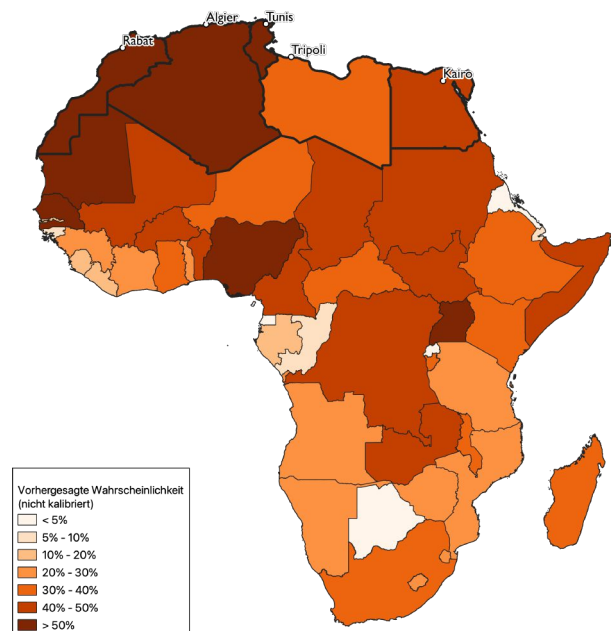 Algier
Tunis
Rabat
Tripoli
Kairo
Vorhergesagte Wahrscheinlichkeit
(nicht kalibriert)
< 5%
5% - 10%
10% - 20%
20% - 30%
30% - 40%
40% - 50%
> 50%